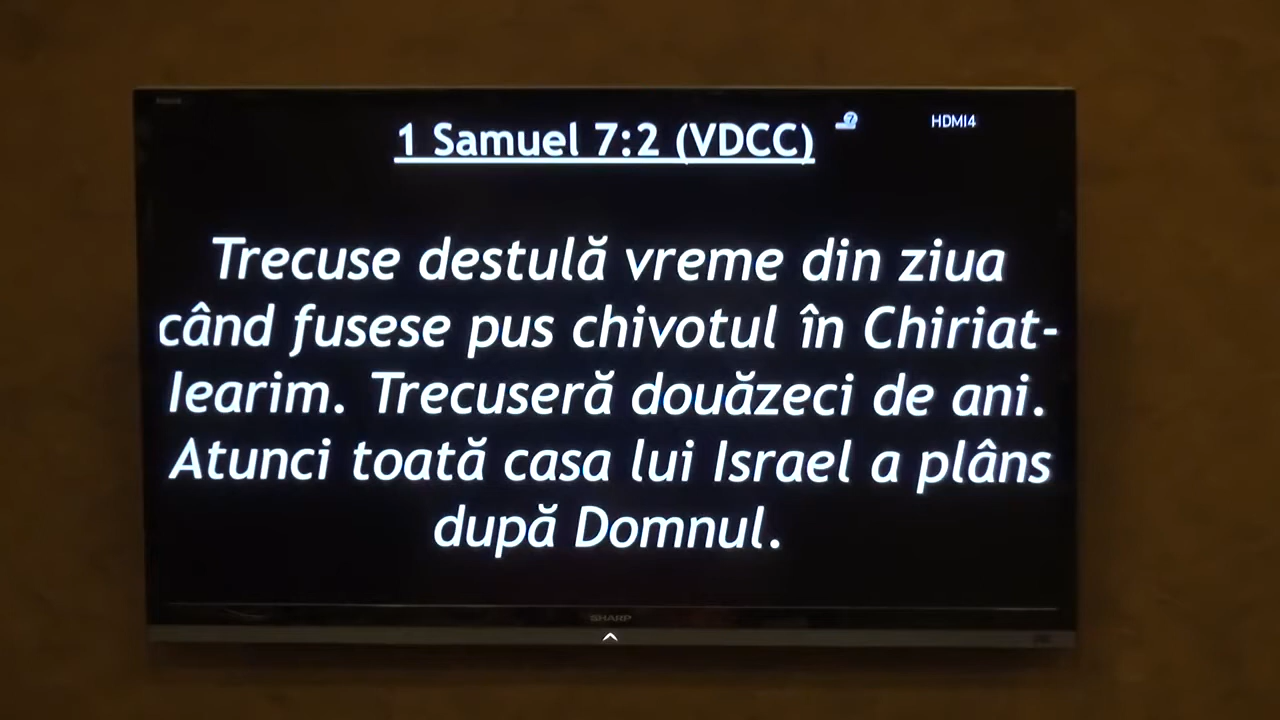 1 Samuel 7:2 (VDCC)
HDMI4
Trecuse destulă vreme din ziua
când fusese pus chivotul în Chiriat-
Iearim. Trecuseră douăzeci de ani.
Atunci toată casa lui Israel a plâns
după Domnul.
SHARP